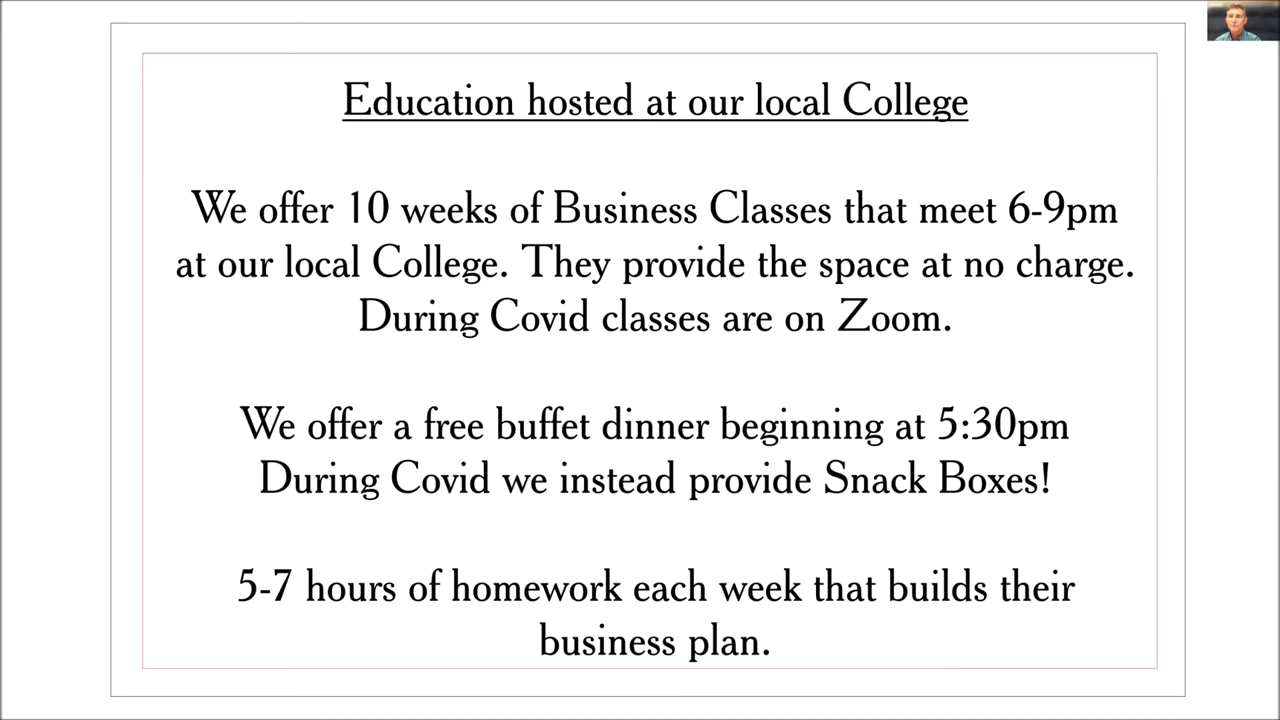 Education hosted at our local College
We offer 10 weeks of Business Classes that meet 6-9pm
at our local College. They provide the space at no charge.
During Covid classes are on Zoom.
We offer a free buffet dinner beginning at 5:30pm
During Covid we instead provide Snack Boxes!
5-7 hours of homework each week that builds their
business plan.